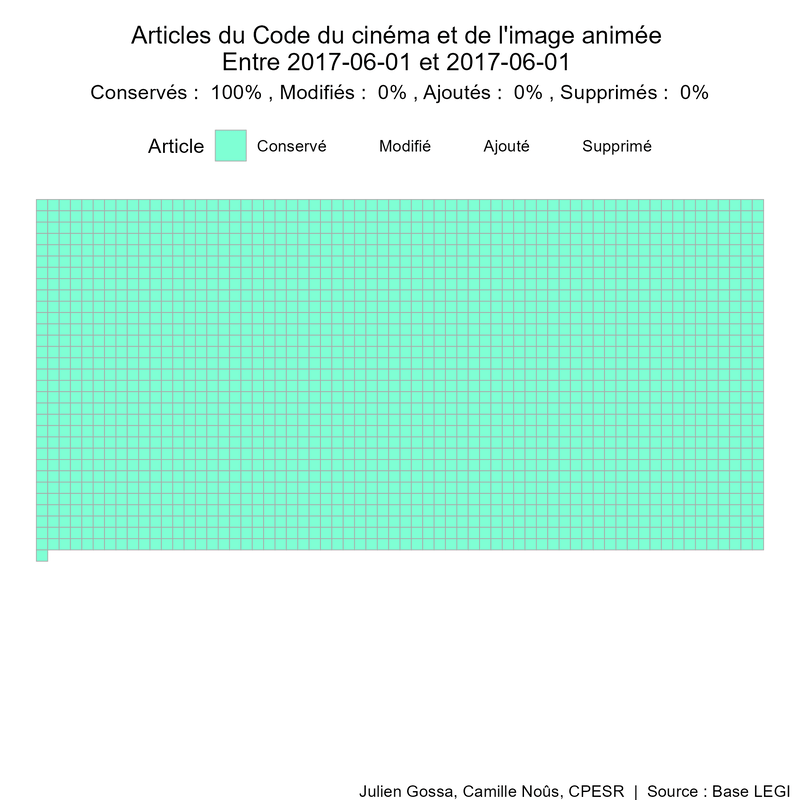 Articles du Code du cinéma et de l'image animée
Entre 2017-06-01 et 2017-06-01
Conservés :  100% , Modifiés :  0% , Ajoutés :  0% , Supprimés :  0%
Article Conservé Modifié Ajouté Supprimé
Julien Gossa, Camille Noûs, CPESR | Source : Base LEGI